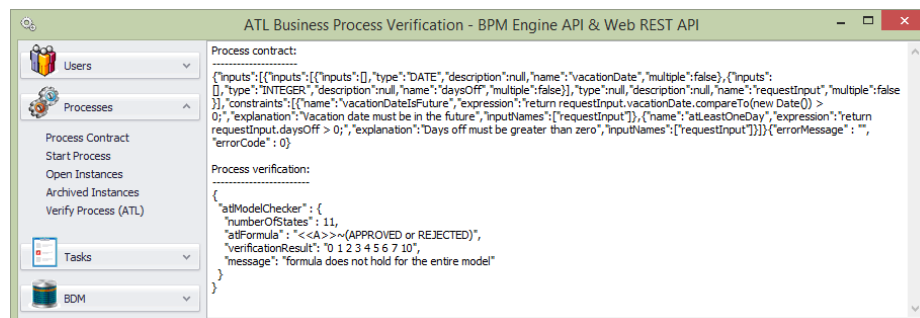 ATL Business Process Verification - BPM Engine API & Web REST API
Users
Processes
Process Contract
Start Process
Open Instances
Archived Instances
Verify Process (ATL)
Tasks
BDM
Process contract:
---------------------
{"inputs":[{"inputs":[{"inputs":[],"type":"DATE","description":null,"name":"vacationDate","multiple":false},{"inputs":
[],"type":"INTEGER","description":null,"name":"daysOff","multiple":false}],"type":null,"description":null,"name":"requestInput","multiple":false
}],"constraints":[{"name":"vacationDateIsFuture","expression":"return requestInput.vacationDate.compareTo(new Date()) >
0;","explanation":"Vacation date must be in the future","inputNames":["requestInput"]},{"name":"atLeastOneDay","expression":"return
requestInput.daysOff > 0;","explanation":"Days off must be greater than zero","inputNames":["requestInput"]}]}{"errorMessage" : "",
"errorCode" : 0}
Process verification:
------------------------
{
"atlModelChecker" : {
"numberOfStates" : 11,
"atlFormula" : "<<A>>~(APPROVED or REJECTED)",
"verificationResult": "0 1 2 3 4 5 6 7 10",
"message": "formula does not hold for the entire model"
}
}